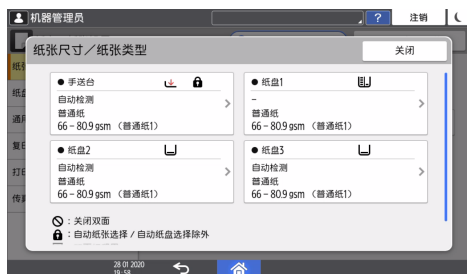 机器管理员
? 注销
纸张尺寸／纸张类型
关闭
● 手送台
自动检测
普通纸
66 – 80.9 gsm （普通纸1）
● 纸盘1
–
普通纸
66 – 80.9 gsm （普通纸1）
● 纸盘2
自动检测
普通纸
66 – 80.9 gsm （普通纸1）
● 纸盘3
自动检测
普通纸
66 – 80.9 gsm （普通纸1）
：关闭双面
：自动纸张选择 / 自动纸盘选择除外
28 01 2020
19 : 58